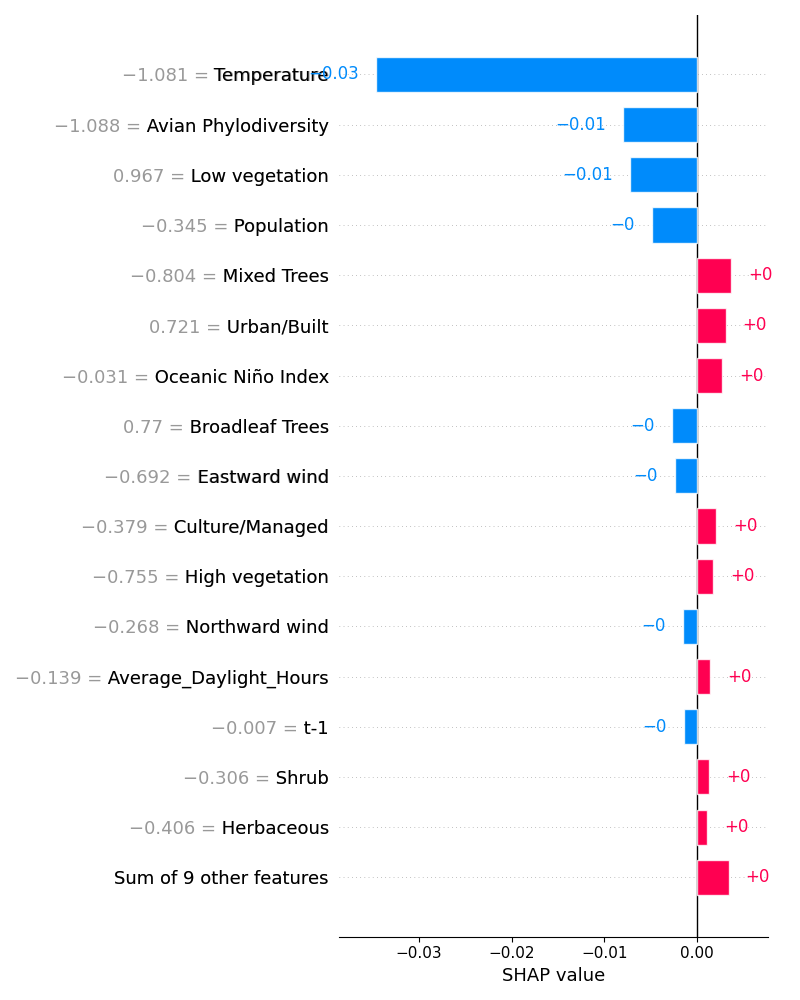 −1.081 = Temperature −0.03
−1.088 = Avian Phylodiversity −0.01
0.967 = Low vegetation −0.01
−0.345 = Population −0
−0.804 = Mixed Trees +0
0.721 = Urban/Built +0
−0.031 = Oceanic Niño Index +0
0.77 = Broadleaf Trees −0
−0.692 = Eastward wind −0
−0.379 = Culture/Managed +0
−0.755 = High vegetation +0
−0.268 = Northward wind −0
−0.139 = Average_Daylight_Hours +0
−0.007 = t-1 −0
−0.306 = Shrub +0
−0.406 = Herbaceous +0
Sum of 9 other features +0
−0.03 −0.02 −0.01 0.00
SHAP value